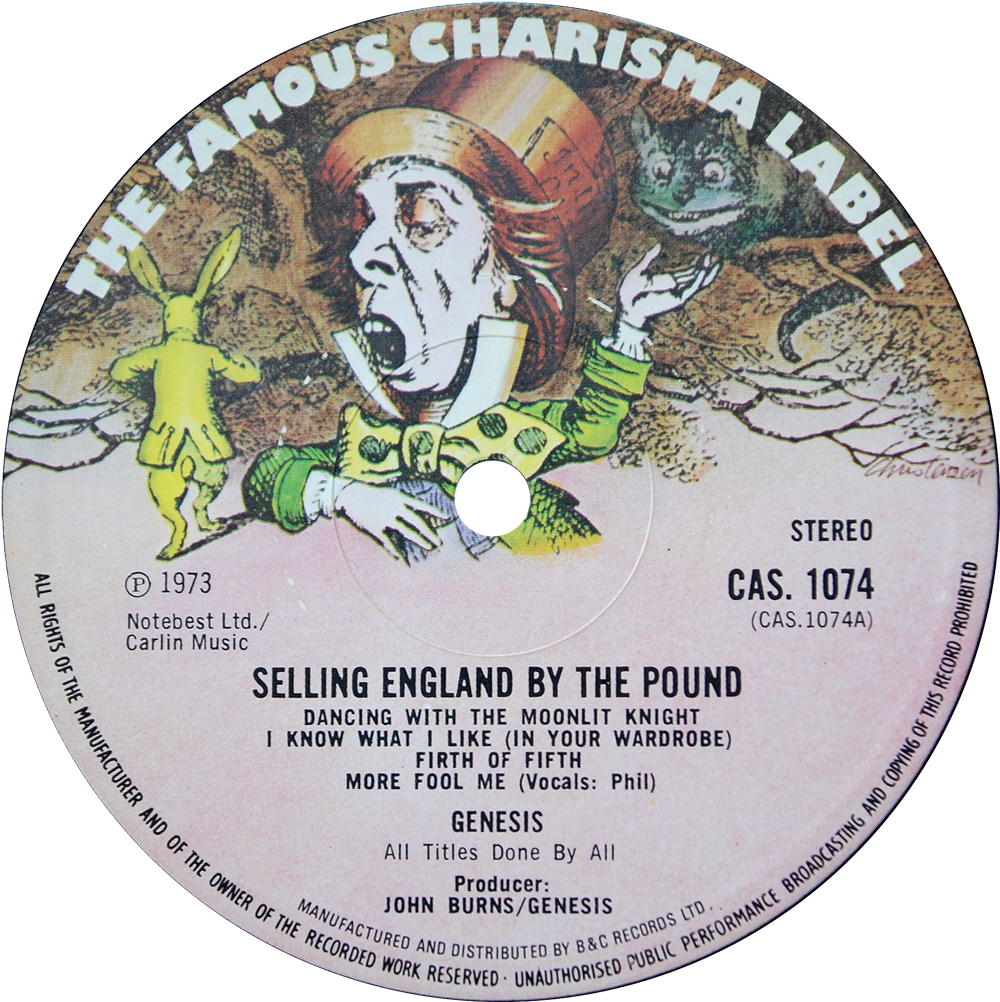 THE FAMOUS CHARISMA LABEL
Christensen
STEREO
Ⓟ 1973
CAS. 1074
Notebest Ltd./
(CAS.1074A)
Carlin Music
SELLING ENGLAND BY THE POUND
DANCING WITH THE MOONLIT KNIGHT
I KNOW WHAT I LIKE (IN YOUR WARDROBE)
FIRTH OF FIFTH
MORE FOOL ME (Vocals: Phil)
GENESIS
All Titles Done By All
Producer:
JOHN BURNS/GENESIS
MANUFACTURED AND DISTRIBUTED BY B&C RECORDS LTD.
ALL RIGHTS OF THE MANUFACTURER AND OF THE OWNER OF THE RECORDED WORK RESERVED · UNAUTHORISED PUBLIC PERFORMANCE BROADCASTING AND COPYING OF THIS RECORD PROHIBITED